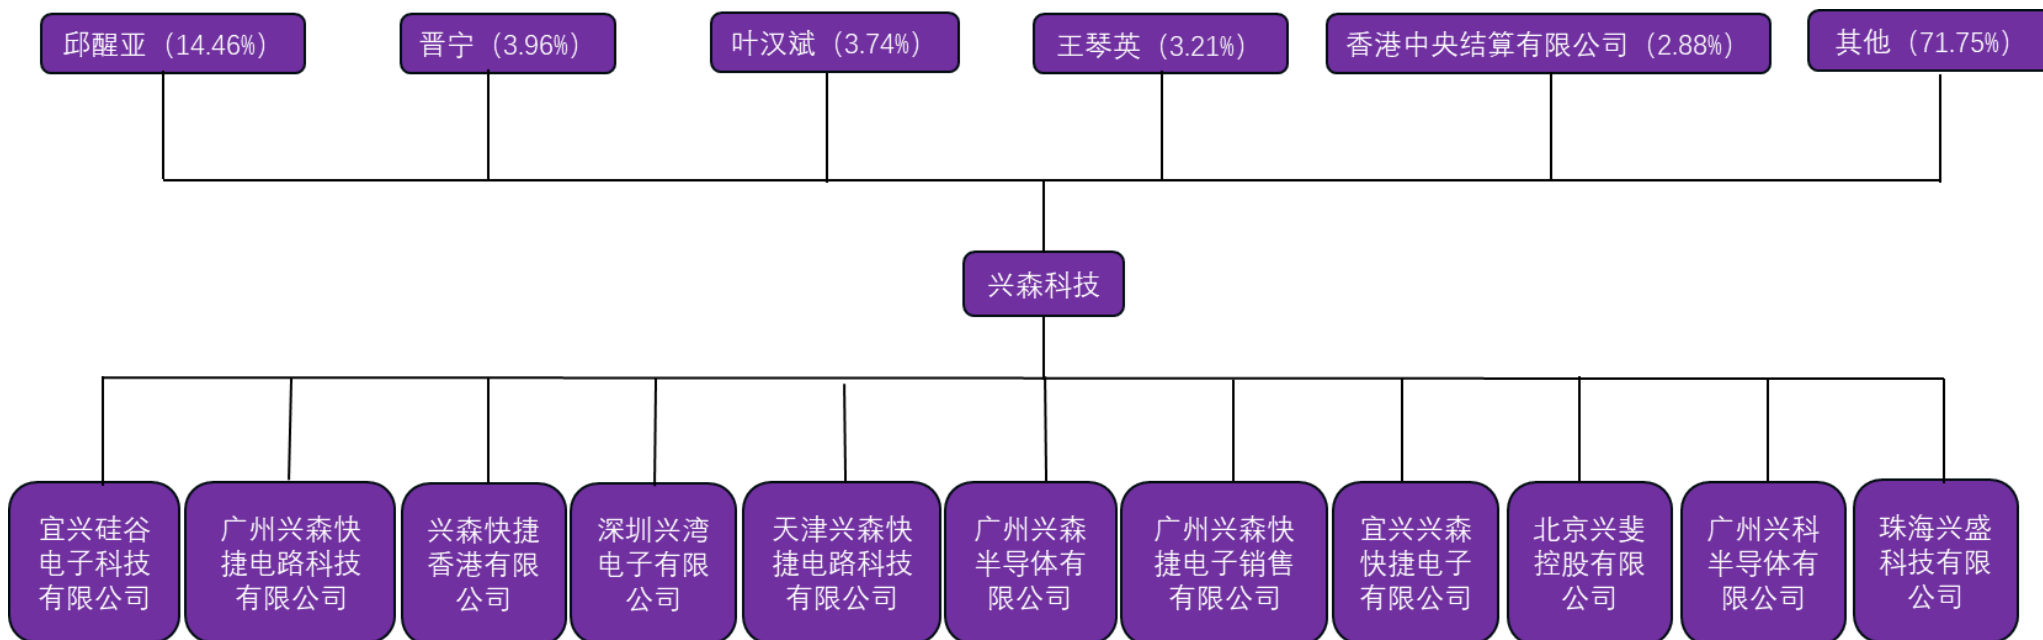 邱醒亚（14.46%）
晋宁（3.96%）
叶汉斌（3.74%）
王琴英（3.21%）
香港中央结算有限公司（2.88%）
其他（71.75%）
兴森科技
宜兴硅谷
电子科技
有限公司
广州兴森快
捷电路科技
有限公司
兴森快捷
香港有限
公司
深圳兴湾
电子有限
公司
天津兴森快
捷电路科技
有限公司
广州兴森
半导体有
限公司
广州兴森快
捷电子销售
有限公司
宜兴兴森
快捷电子
有限公司
北京兴斐
控股有限
公司
广州兴科
半导体有
限公司
珠海兴盛
科技有限
公司